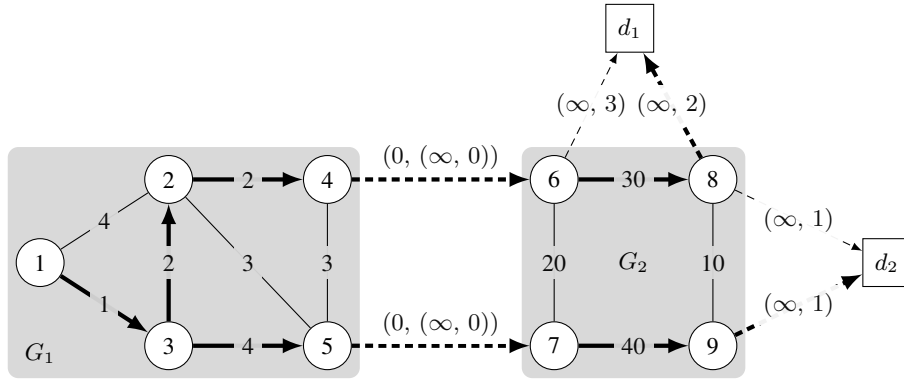 d₁
(∞, 3) (∞, 2)
(0, (∞, 0))
2 2 4 6 30 8
4
(∞, 1)
1 2 3 3 20 G₂ 10 d₂
1
(0, (∞, 0)) (∞, 1)
G₁ 3 4 5 7 40 9